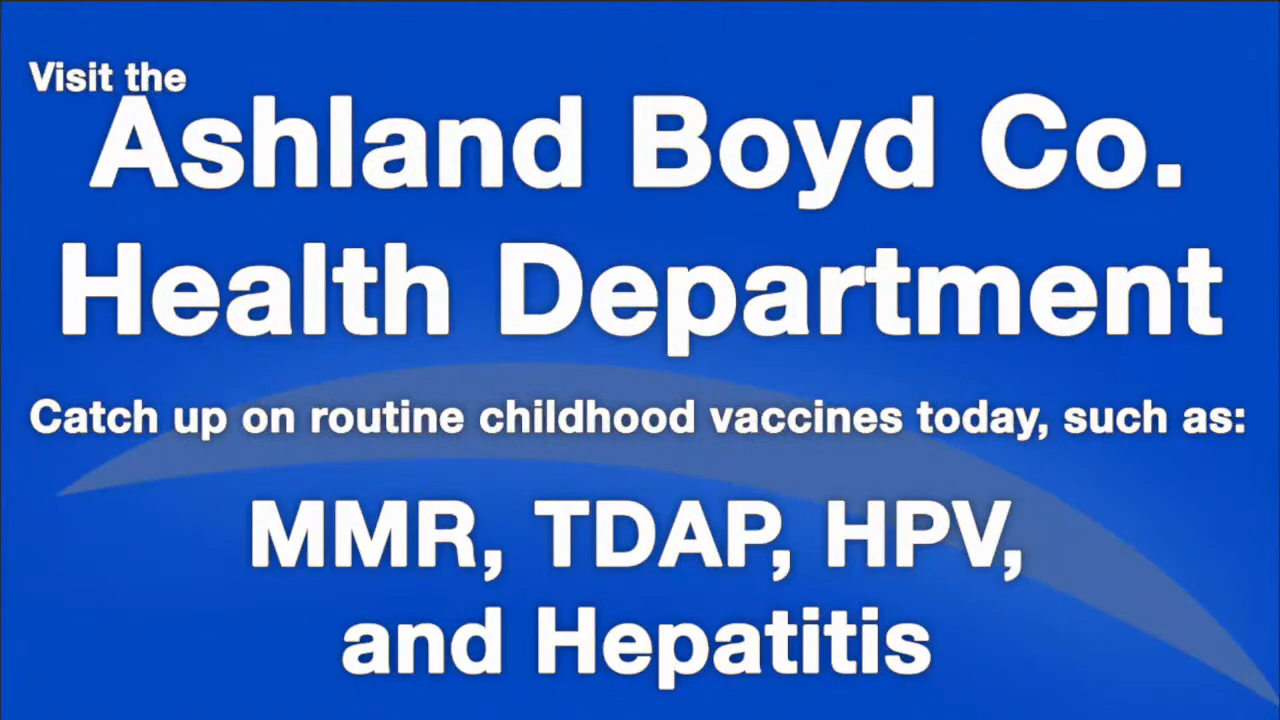 Visit the
Ashland Boyd Co.
Health Department
Catch up on routine childhood vaccines today, such as:
MMR, TDAP, HPV,
and Hepatitis